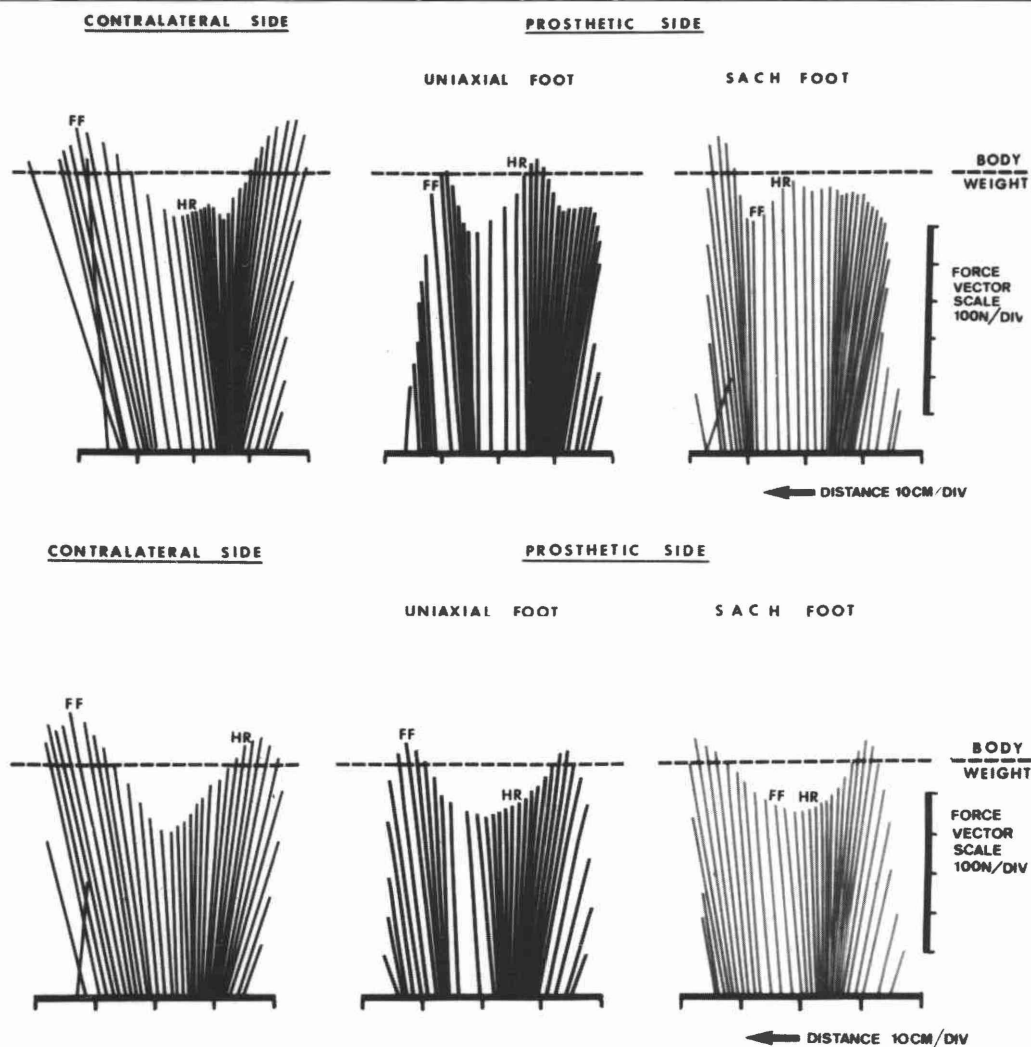 CONTRALATERAL SIDE
PROSTHETIC SIDE
UNIAXIAL FOOT
SACH FOOT
FF
HR
FF
HR
FF
HR
BODY
WEIGHT
FORCE
VECTOR
SCALE
100N/DIV
DISTANCE 10CM/DIV
CONTRALATERAL SIDE
PROSTHETIC SIDE
UNIAXIAL FOOT
SACH FOOT
FF
HR
FF
HR
FF HR
BODY
WEIGHT
FORCE
VECTOR
SCALE
100N/DIV
DISTANCE 10CM/DIV